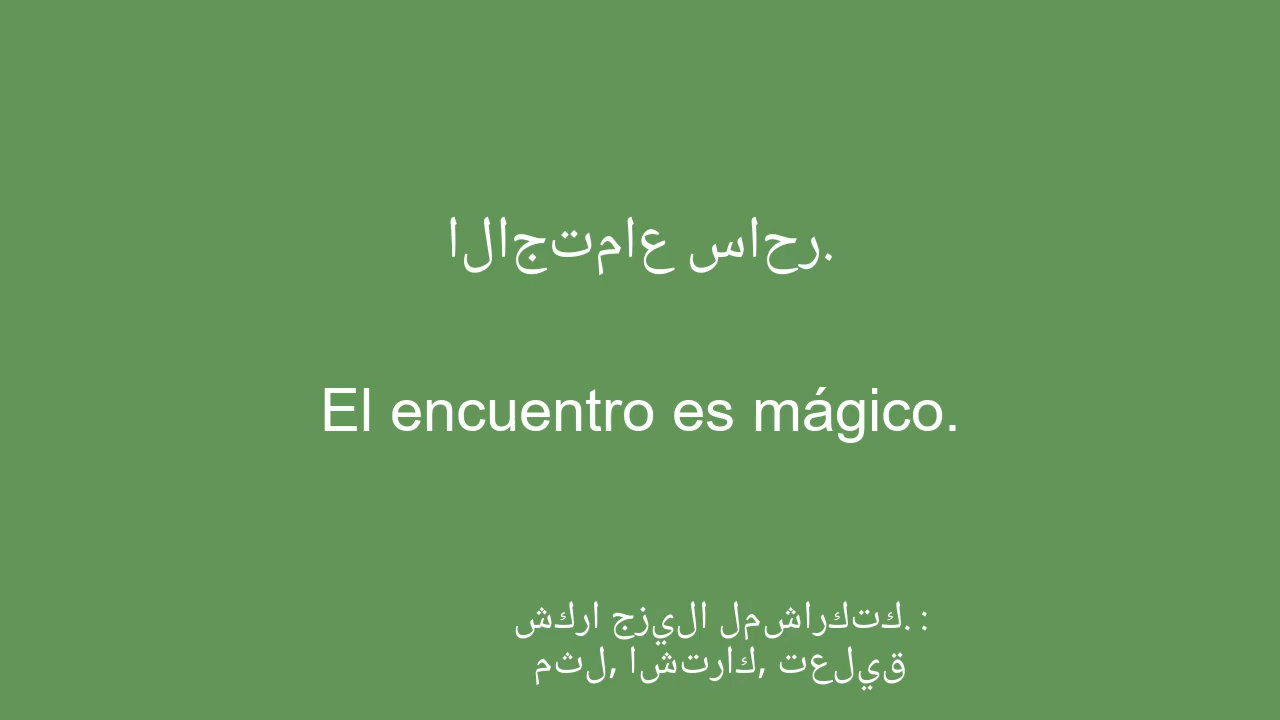 الاجتماع ساحر.
El encuentro es mágico.
شكرا جزيلا لمشاركتك. :
مثل, اشتراك, تعليق